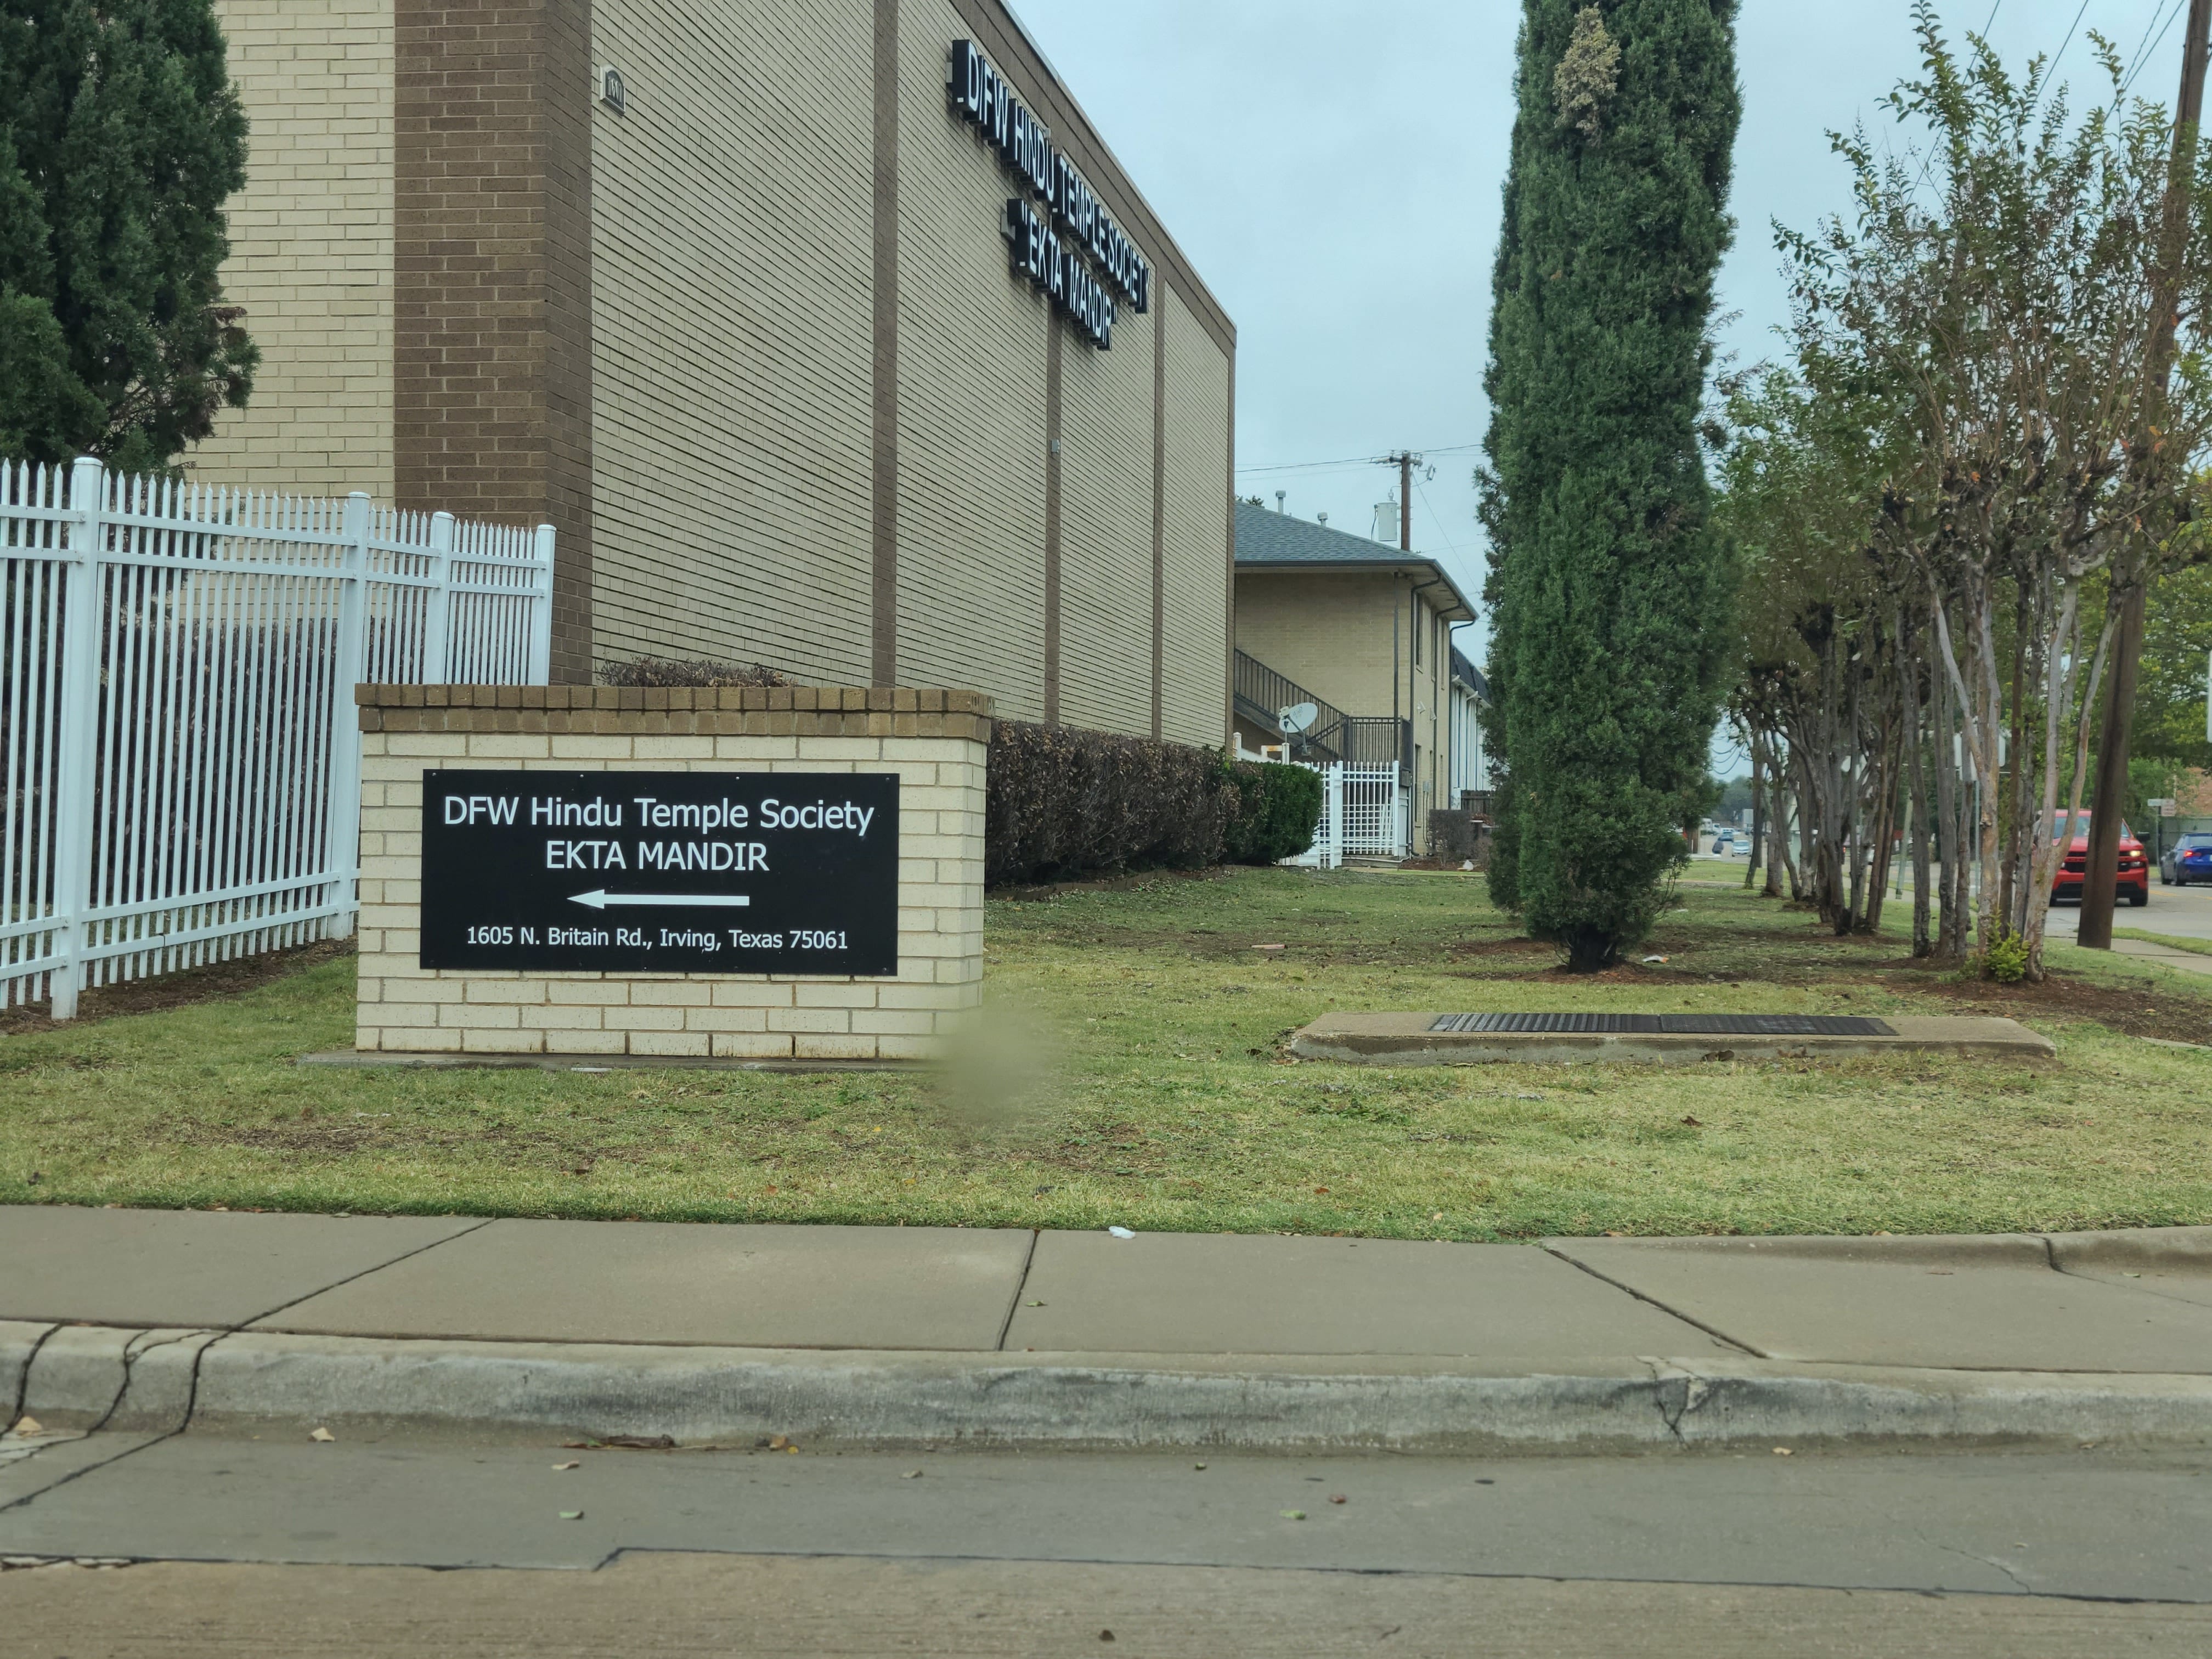 DFW HINDU TEMPLE SOCIETY
"EKTA MANDIR"
DFW Hindu Temple Society
EKTA MANDIR
1605 N. Britain Rd., Irving, Texas 75061